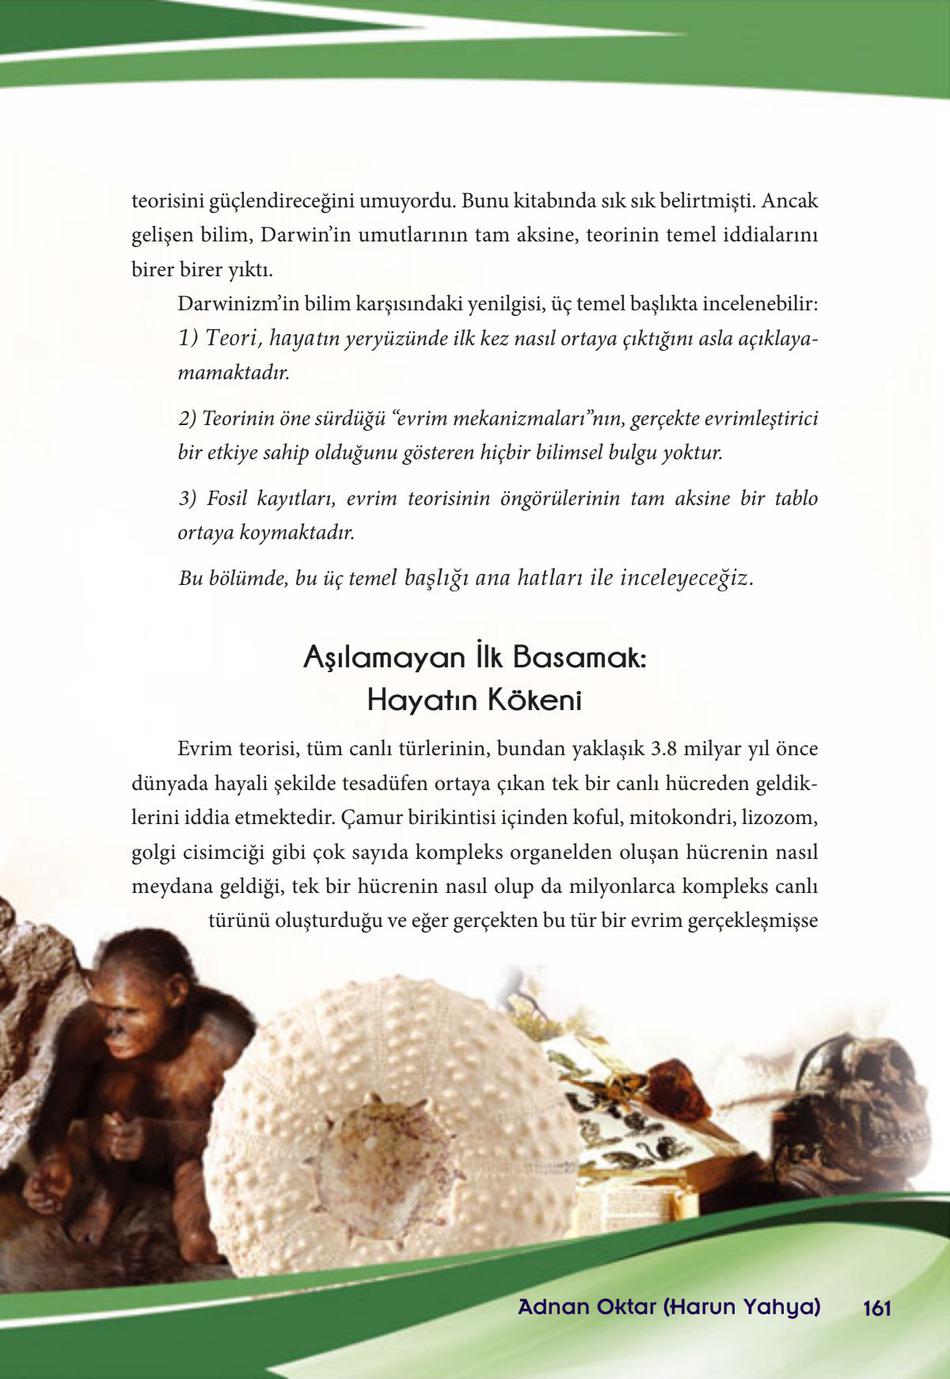 teorisini güçlendireceğini umuyordu. Bunu kitabında sık sık belirtmişti. Ancak
gelişen bilim, Darwin’in umutlarının tam aksine, teorinin temel iddialarını
birer birer yıktı.
Darwinizm’in bilim karşısındaki yenilgisi, üç temel başlıkta incelenebilir:
1) Teori, hayatın yeryüzünde ilk kez nasıl ortaya çıktığını asla açıklaya-
mamaktadır.
2) Teorinin öne sürdüğü “evrim mekanizmaları”nın, gerçekte evrimleştirici
bir etkiye sahip olduğunu gösteren hiçbir bilimsel bulgu yoktur.
3) Fosil kayıtları, evrim teorisinin öngörülerinin tam aksine bir tablo
ortaya koymaktadır.
Bu bölümde, bu üç temel başlığı ana hatları ile inceleyeceğiz.
Aşılamayan İlk Basamak:
Hayatın Kökeni
Evrim teorisi, tüm canlı türlerinin, bundan yaklaşık 3.8 milyar yıl önce
dünyada hayali şekilde tesadüfen ortaya çıkan tek bir canlı hücreden geldik-
lerini iddia etmektedir. Çamur birikintisi içinden koful, mitokondri, lizozom,
golgi cisimciği gibi çok sayıda kompleks organelden oluşan hücrenin nasıl
meydana geldiği, tek bir hücrenin nasıl olup da milyonlarca kompleks canlı
türünü oluşturduğu ve eğer gerçekten bu tür bir evrim gerçekleşmişse
Adnan Oktar (Harun Yahya) 161